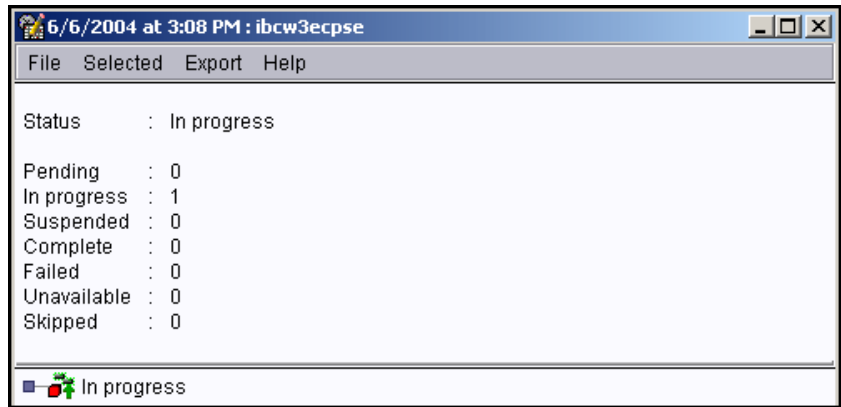 6/6/2004 at 3:08 PM : ibcw3ecpse
File Selected Export Help
Status : In progress
Pending : 0
In progress : 1
Suspended : 0
Complete : 0
Failed : 0
Unavailable : 0
Skipped : 0
In progress